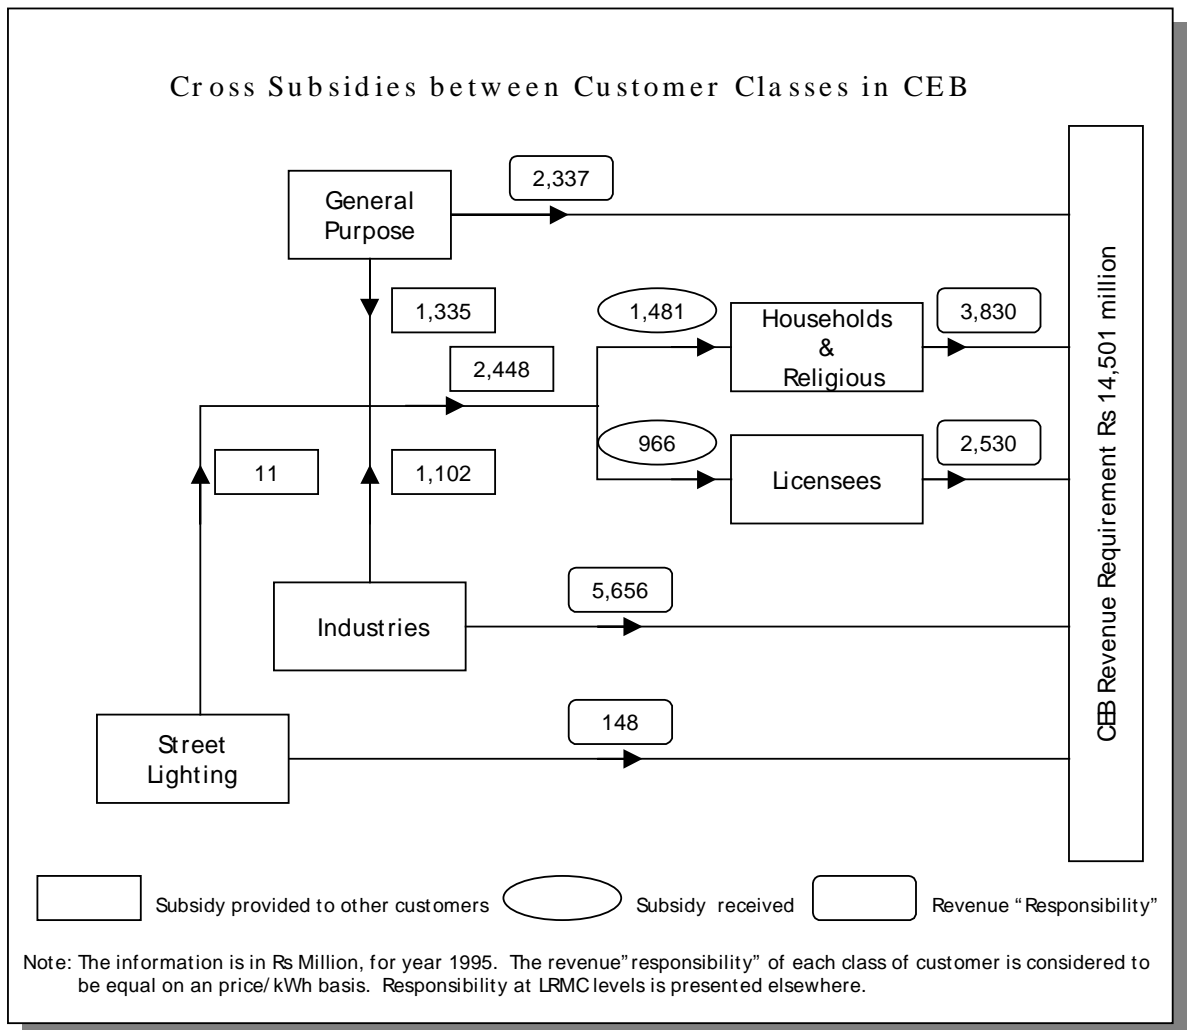 Cross Subsidies between Customer Classes in CEB
2,337
General
Purpose
1,335
1,481
Households
&
Religious
3,830
2,448
966
Licensees
2,530
11
1,102
5,656
Industries
148
Street
Lighting
CEB Revenue Requirement Rs 14,501 million
Subsidy provided to other customers
Subsidy received
Revenue “Responsibility”
Note: The information is in Rs Million, for year 1995. The revenue” responsibility” of each class of customer is considered to
be equal on an price/kWh basis. Responsibility at LRMC levels is presented elsewhere.